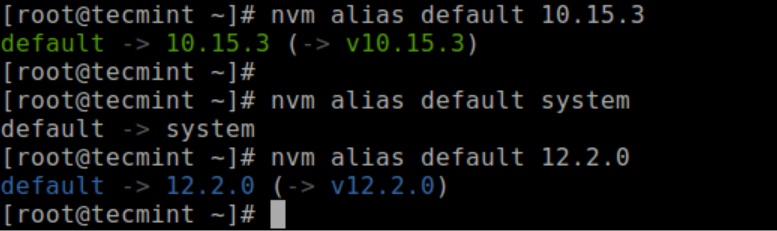 [root@tecmint ~]# nvm alias default 10.15.3
default -> 10.15.3 (-> v10.15.3)
[root@tecmint ~]#
[root@tecmint ~]# nvm alias default system
default -> system
[root@tecmint ~]# nvm alias default 12.2.0
default -> 12.2.0 (-> v12.2.0)
[root@tecmint ~]#